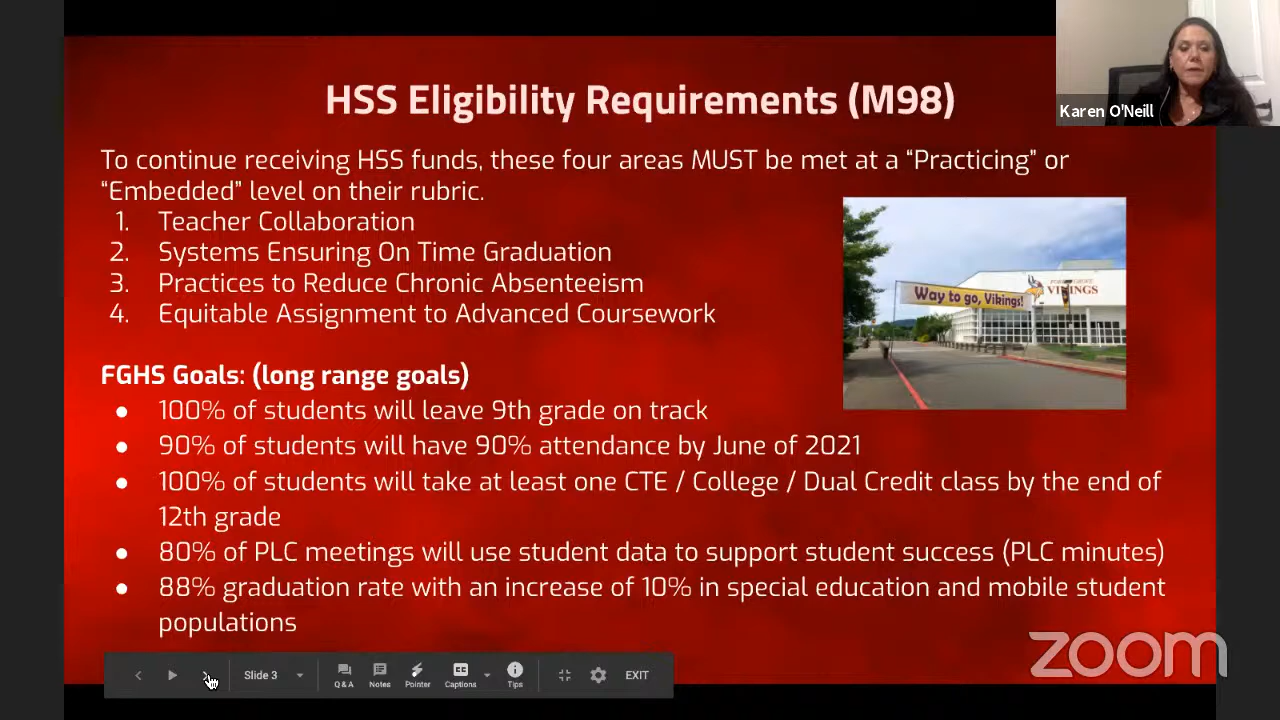 HSS Eligibility Requirements (M98)
Karen O'Neill
To continue receiving HSS funds, these four areas MUST be met at a “Practicing” or
“Embedded” level on their rubric.
1. Teacher Collaboration
2. Systems Ensuring On Time Graduation
3. Practices to Reduce Chronic Absenteeism
4. Equitable Assignment to Advanced Coursework
Way to go, Vikings!
VIKINGS
FGHS Goals: (long range goals)
● 100% of students will leave 9th grade on track
● 90% of students will have 90% attendance by June of 2021
● 100% of students will take at least one CTE / College / Dual Credit class by the end of
12th grade
● 80% of PLC meetings will use student data to support student success (PLC minutes)
● 88% graduation rate with an increase of 10% in special education and mobile student
populations
zoom
Slide 3
Q & A Notes Pointer Captions Tips
EXIT